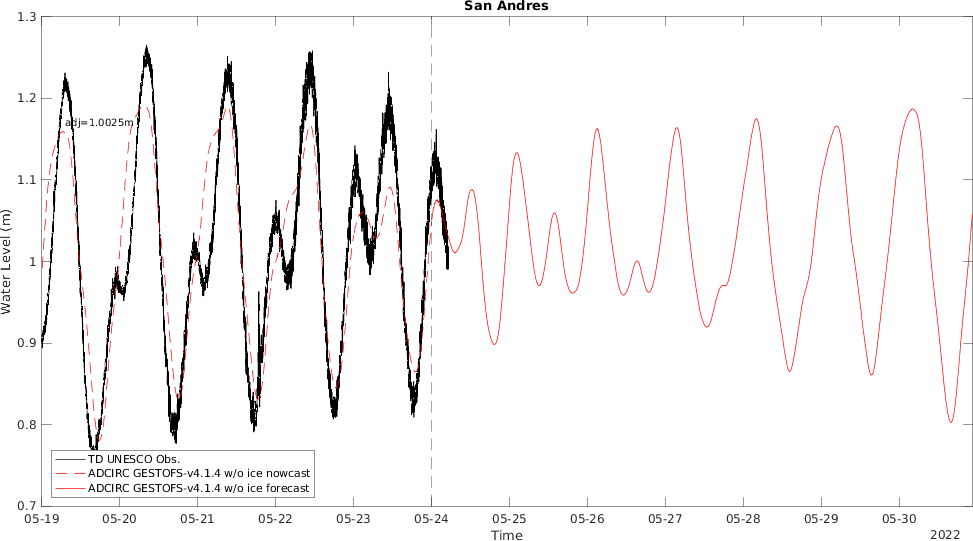 San Andres
1.3
1.2
1.1
1
0.9
0.8
0.7
Water Level (m)
adj=1.0025m
TD UNESCO Obs.
ADCIRC GESTOFS-v4.1.4 w/o ice nowcast
ADCIRC GESTOFS-v4.1.4 w/o ice forecast
05-19 05-20 05-21 05-22 05-23 05-24 05-25 05-26 05-27 05-28 05-29 05-30
Time
2022